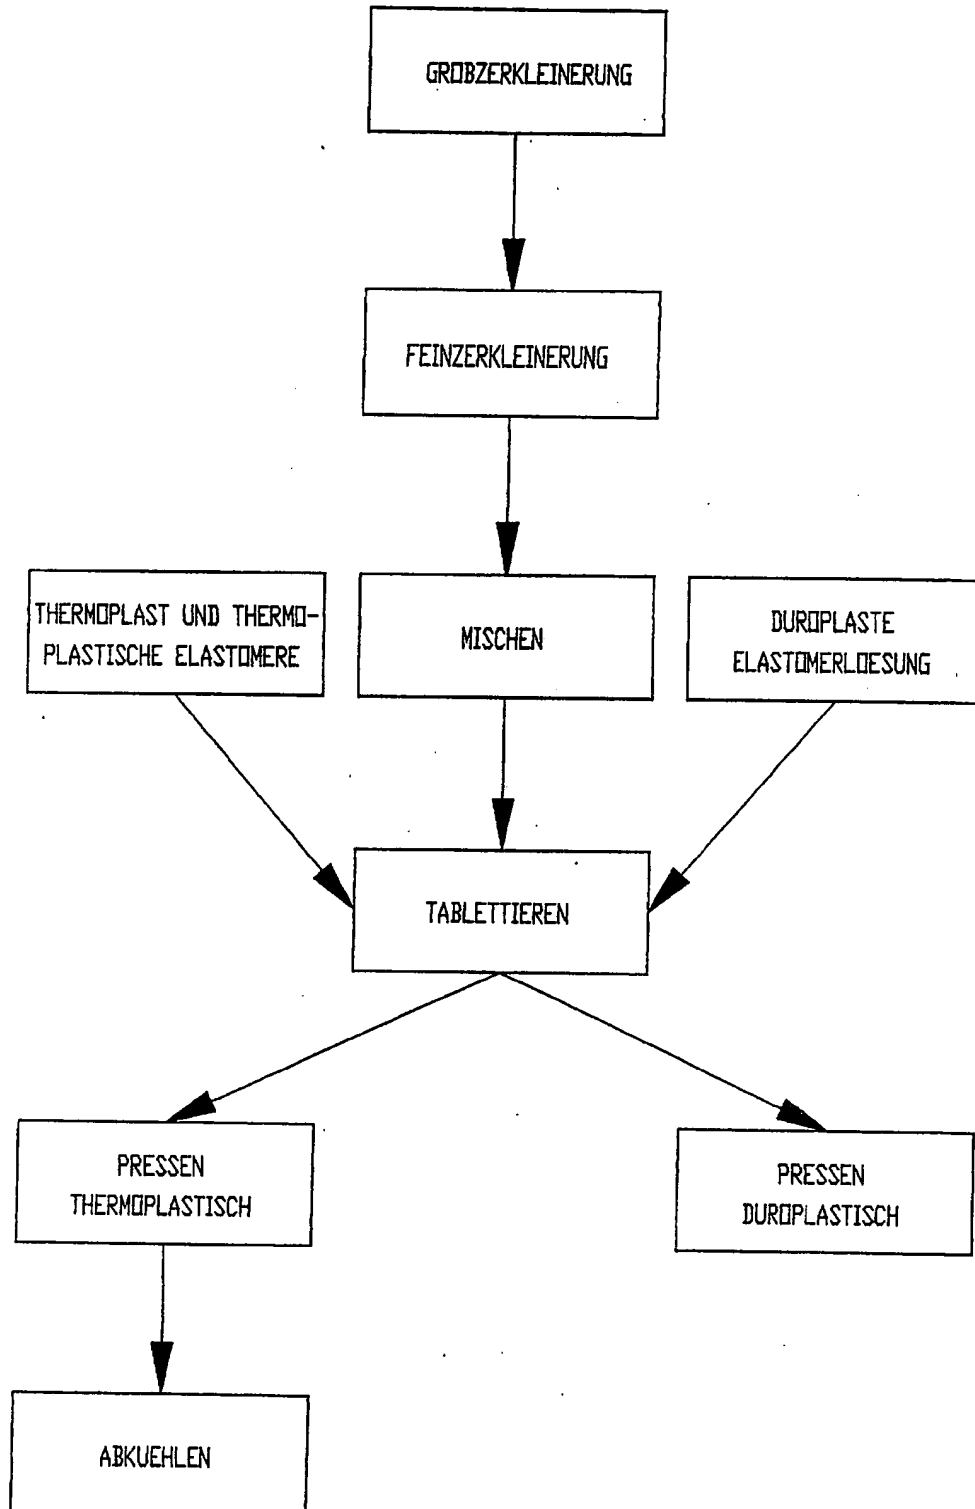 GROBZERKLEINERUNG
FEINZERKLEINERUNG
THERMOPLAST UND THERMO-
PLASTISCHE ELASTOMERE
MISCHEN
DUROPLASTE
ELASTOMERLOESUNG
TABLETTIEREN
PRESSEN
THERMOPLASTISCH
PRESSEN
DUROPLASTISCH
ABKUEHLEN